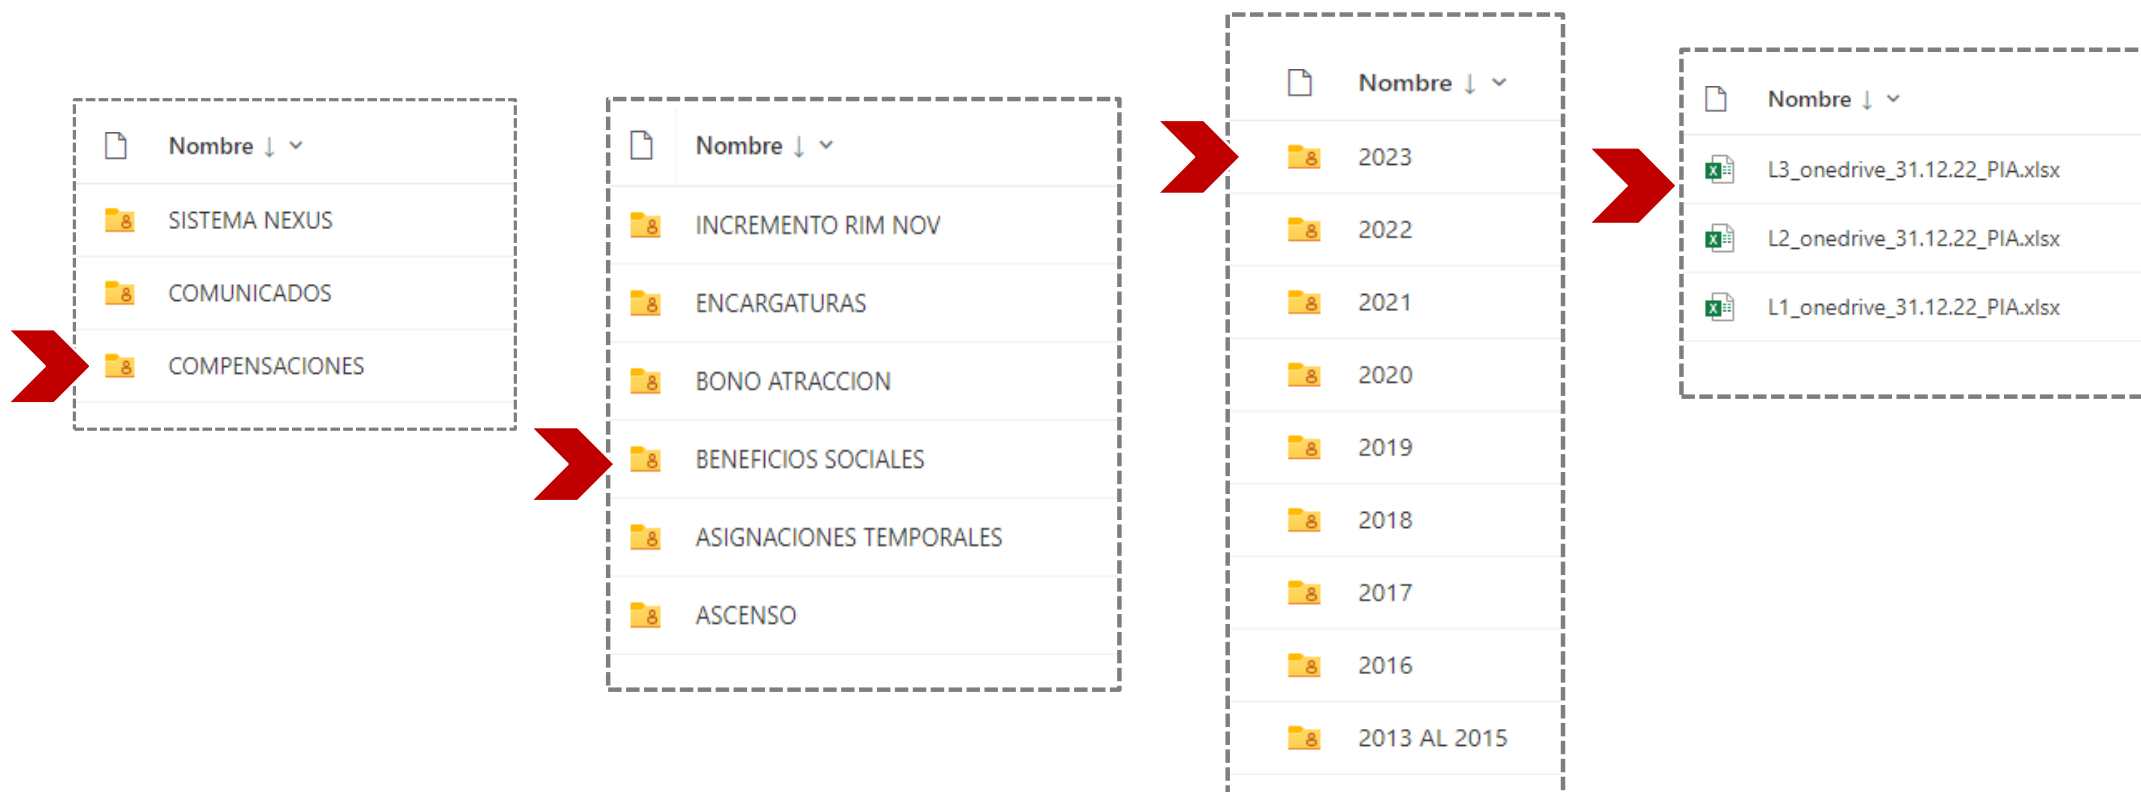 Nombre
SISTEMA NEXUS
COMUNICADOS
COMPENSACIONES
Nombre
INCREMENTO RIM NOV
ENCARGATURAS
BONO ATRACCION
BENEFICIOS SOCIALES
ASIGNACIONES TEMPORALES
ASCENSO
Nombre
2023
2022
2021
2020
2019
2018
2017
2016
2013 AL 2015
Nombre
L3_onedrive_31.12.22_PIA.xlsx
L2_onedrive_31.12.22_PIA.xlsx
L1_onedrive_31.12.22_PIA.xlsx